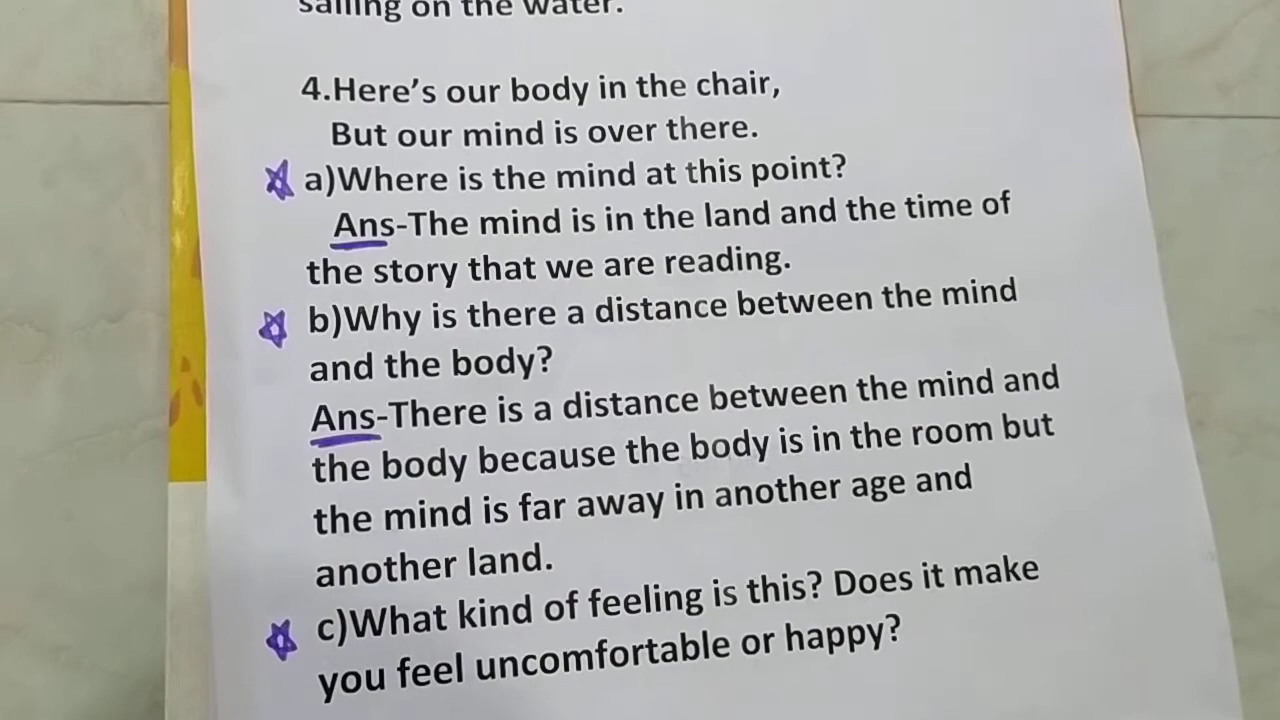 sailing on the water.
4.Here's our body in the chair,
But our mind is over there.
a)Where is the mind at this point?
Ans-The mind is in the land and the time of
the story that we are reading.
b)Why is there a distance between the mind
and the body?
Ans-There is a distance between the mind and
the body because the body is in the room but
the mind is far away in another age and
another land.
c)What kind of feeling is this? Does it make
you feel uncomfortable or happy?